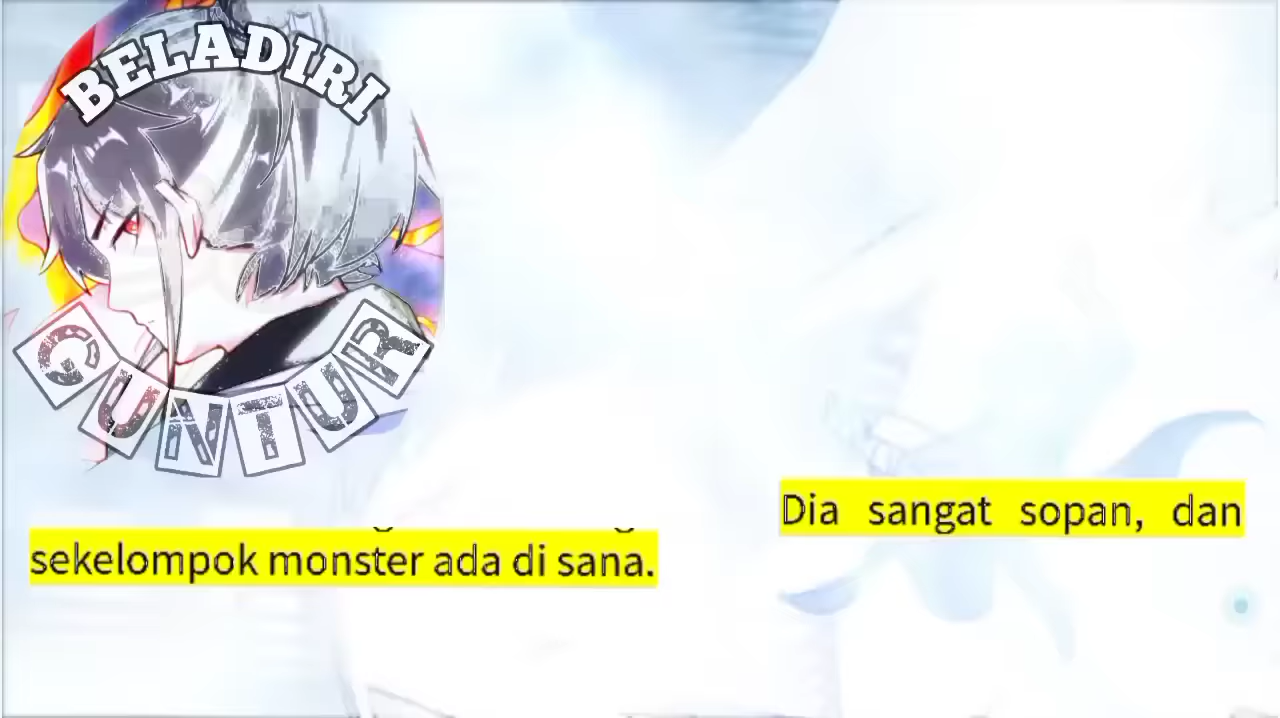 BELADIRI
GUNTUR
sekelompok monster ada di sana.
Dia sangat sopan, dan